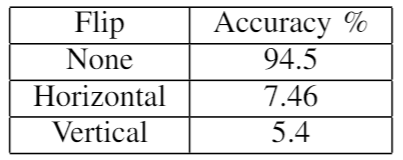 Flip Accuracy %
None 94.5
Horizontal 7.46
Vertical 5.4